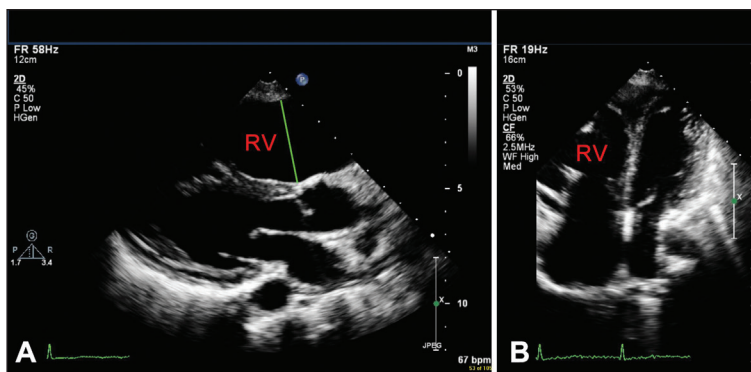 FR 58Hz
12cm
2D
45%
C 50
P Low
HGen
M3
0
P
RV
5
G
P R
1.7 3.4
10
X
JPEG
67 bpm
A
FR 19Hz
16cm
2D
53%
C 50
P Low
HGen
CF
66%
2.5MHz
WF High
Med
RV
X
B